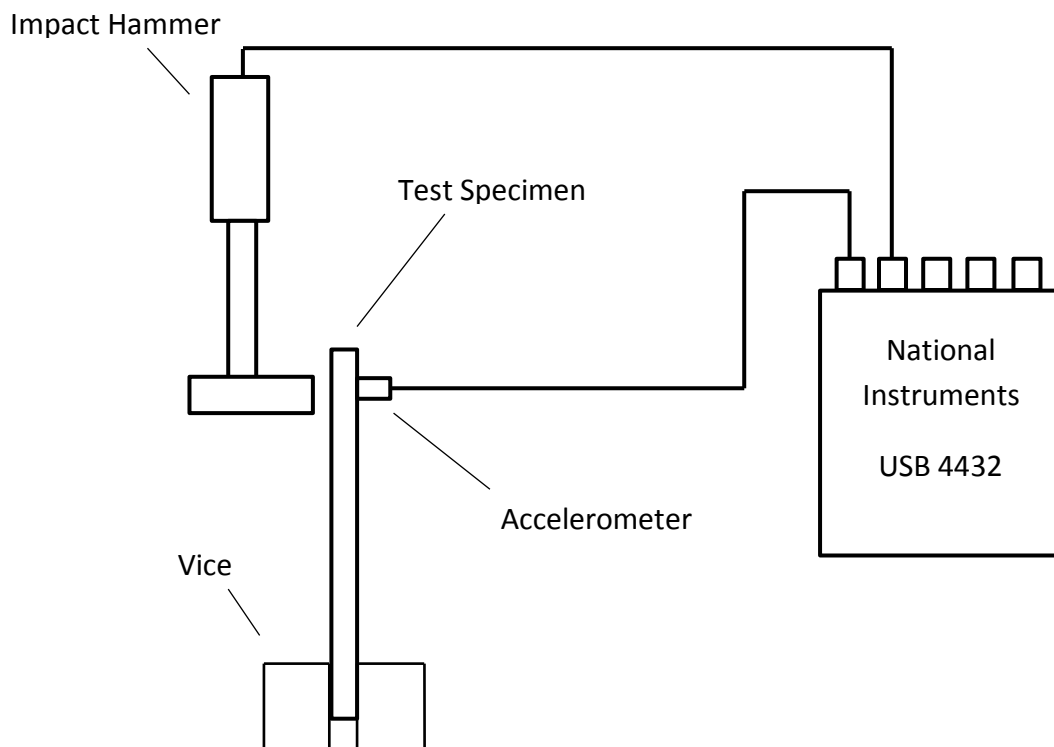 Impact Hammer
Test Specimen
National
Instruments
USB 4432
Accelerometer
Vice